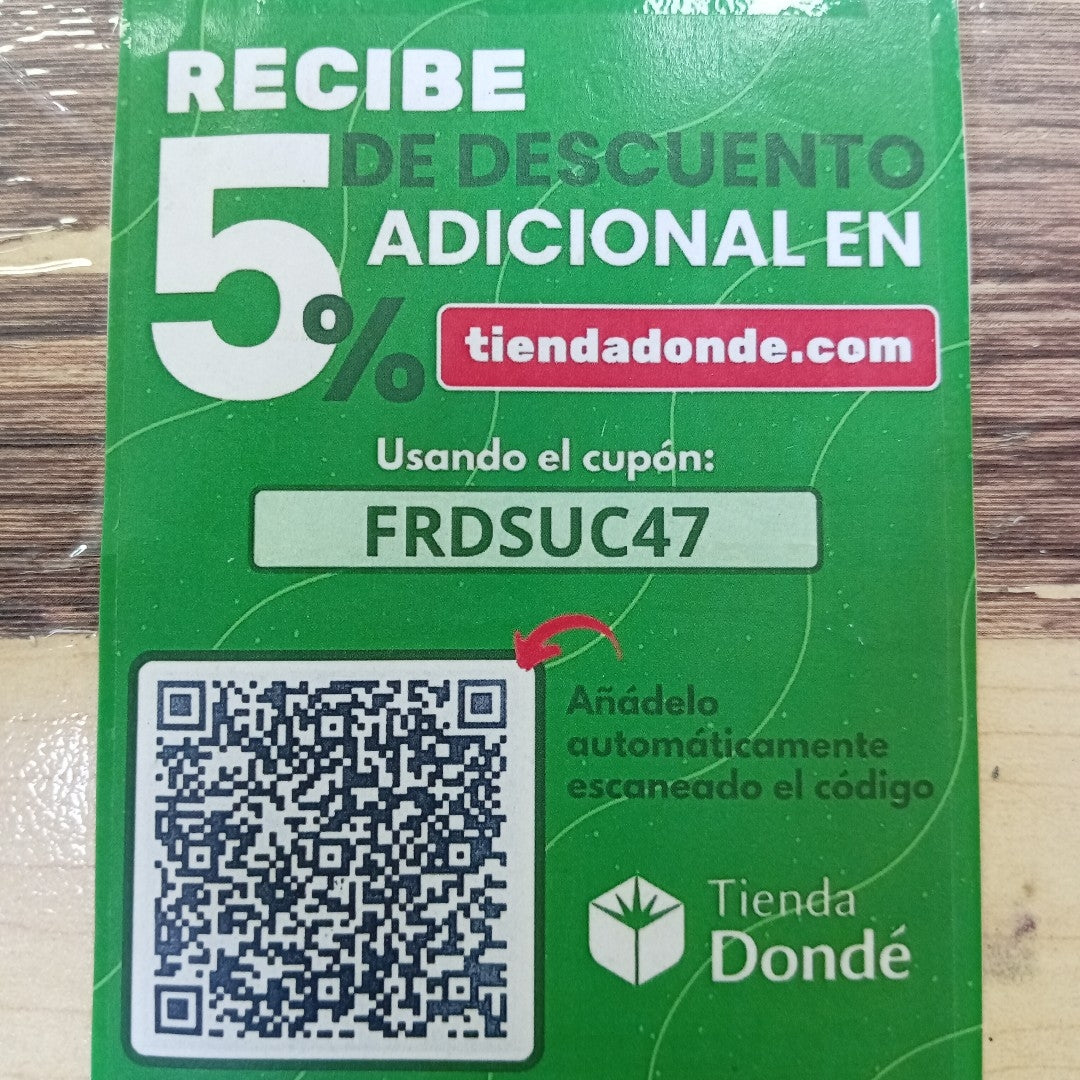 RECIBE
5% DE DESCUENTO
ADICIONAL EN
tiendadonde.com
Usando el cupón:
FRDSUC47
Añádelo
automáticamente
escaneado el código
Tienda
Dondé